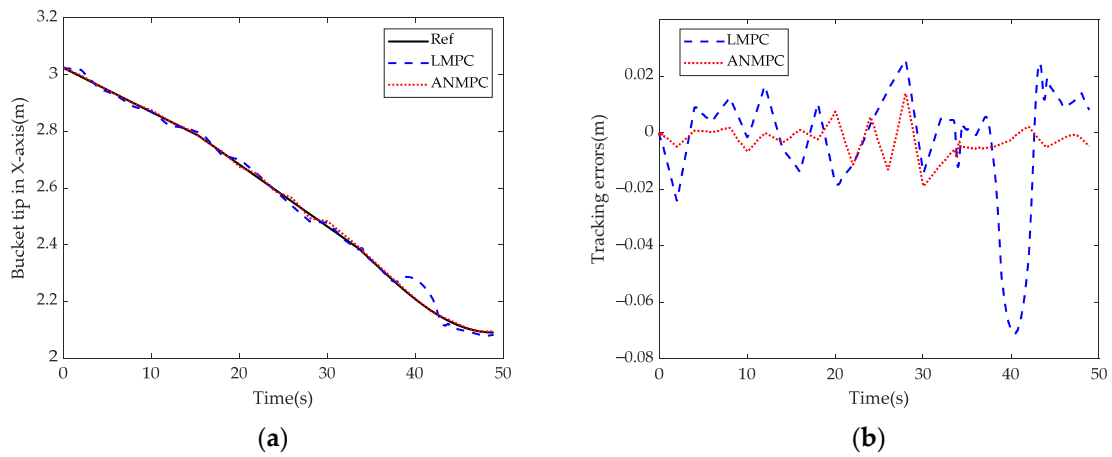 3.2
3
2.8
2.6
2.4
2.2
2
Bucket tip in X-axis(m)
0 10 20 30 40 50
Time(s)
Ref
LMPC
ANMPC
(a)
0.02
0
-0.02
-0.04
-0.06
-0.08
Tracking errors(m)
0 10 20 30 40 50
Time(s)
LMPC
ANMPC
(b)